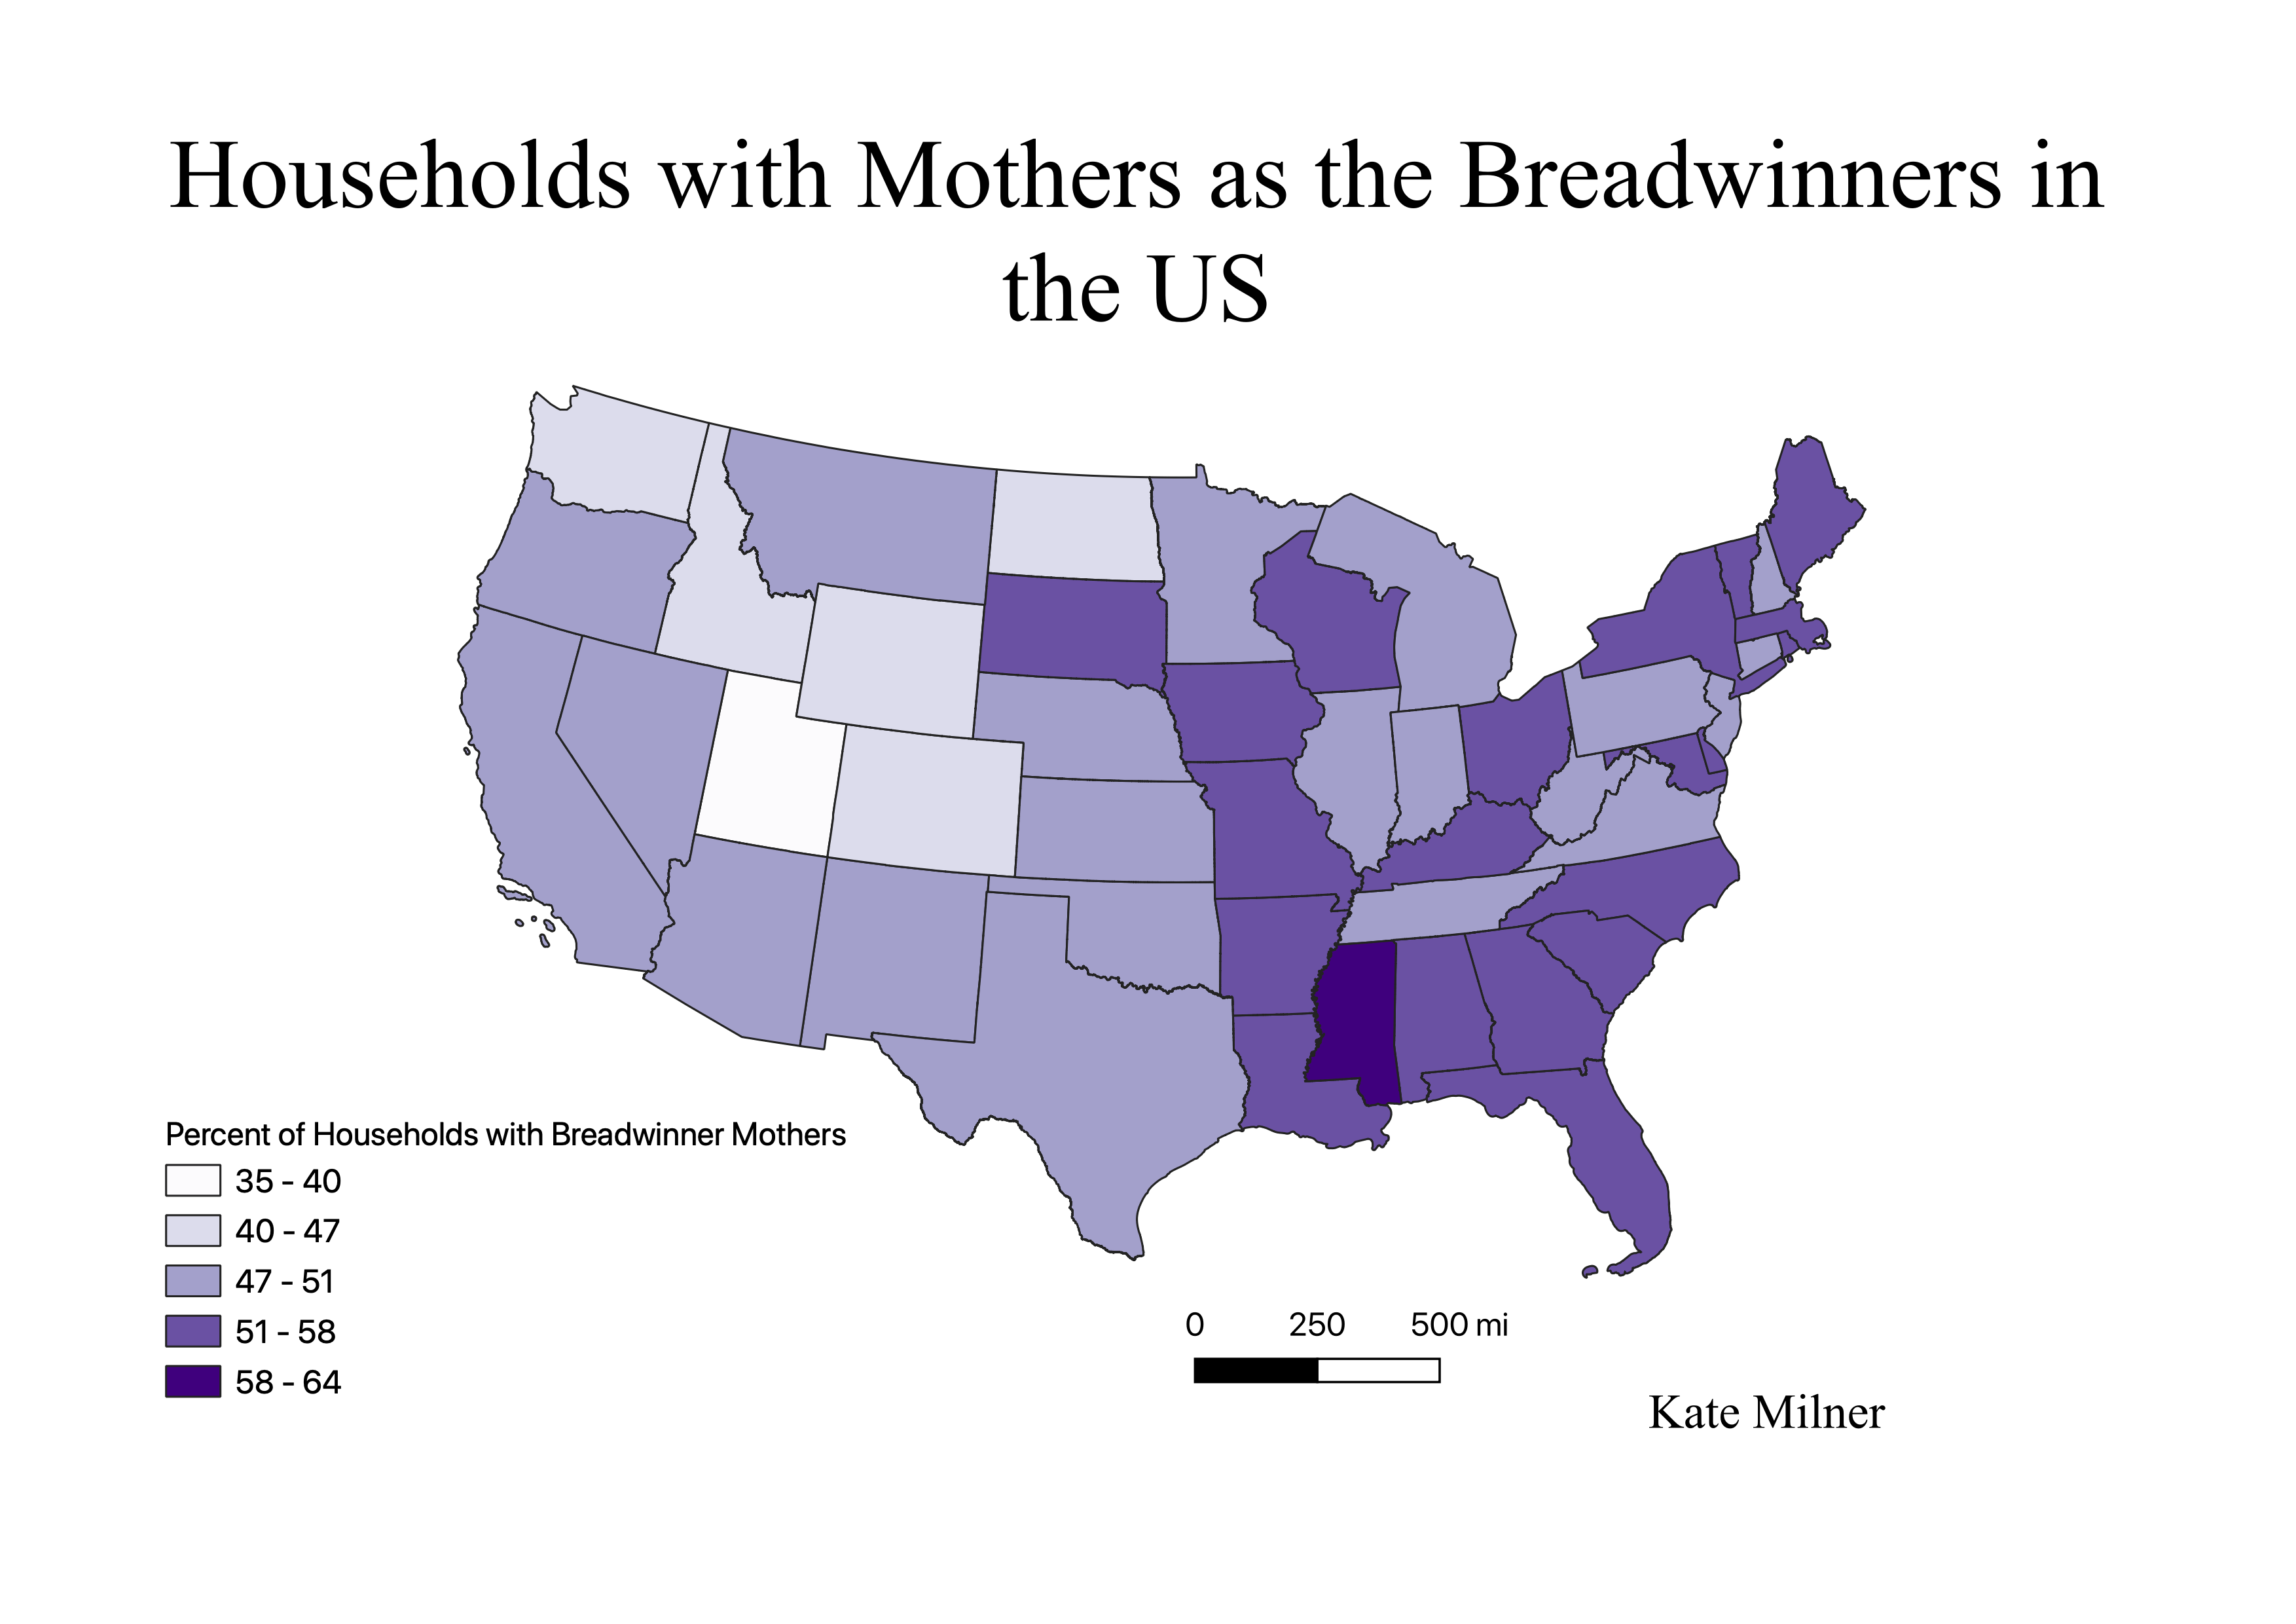 Households with Mothers as the Breadwinners in
the US
Percent of Households with Breadwinner Mothers
35 - 40
40 - 47
47 - 51
51 - 58
58 - 64
0 250 500 mi
Kate Milner